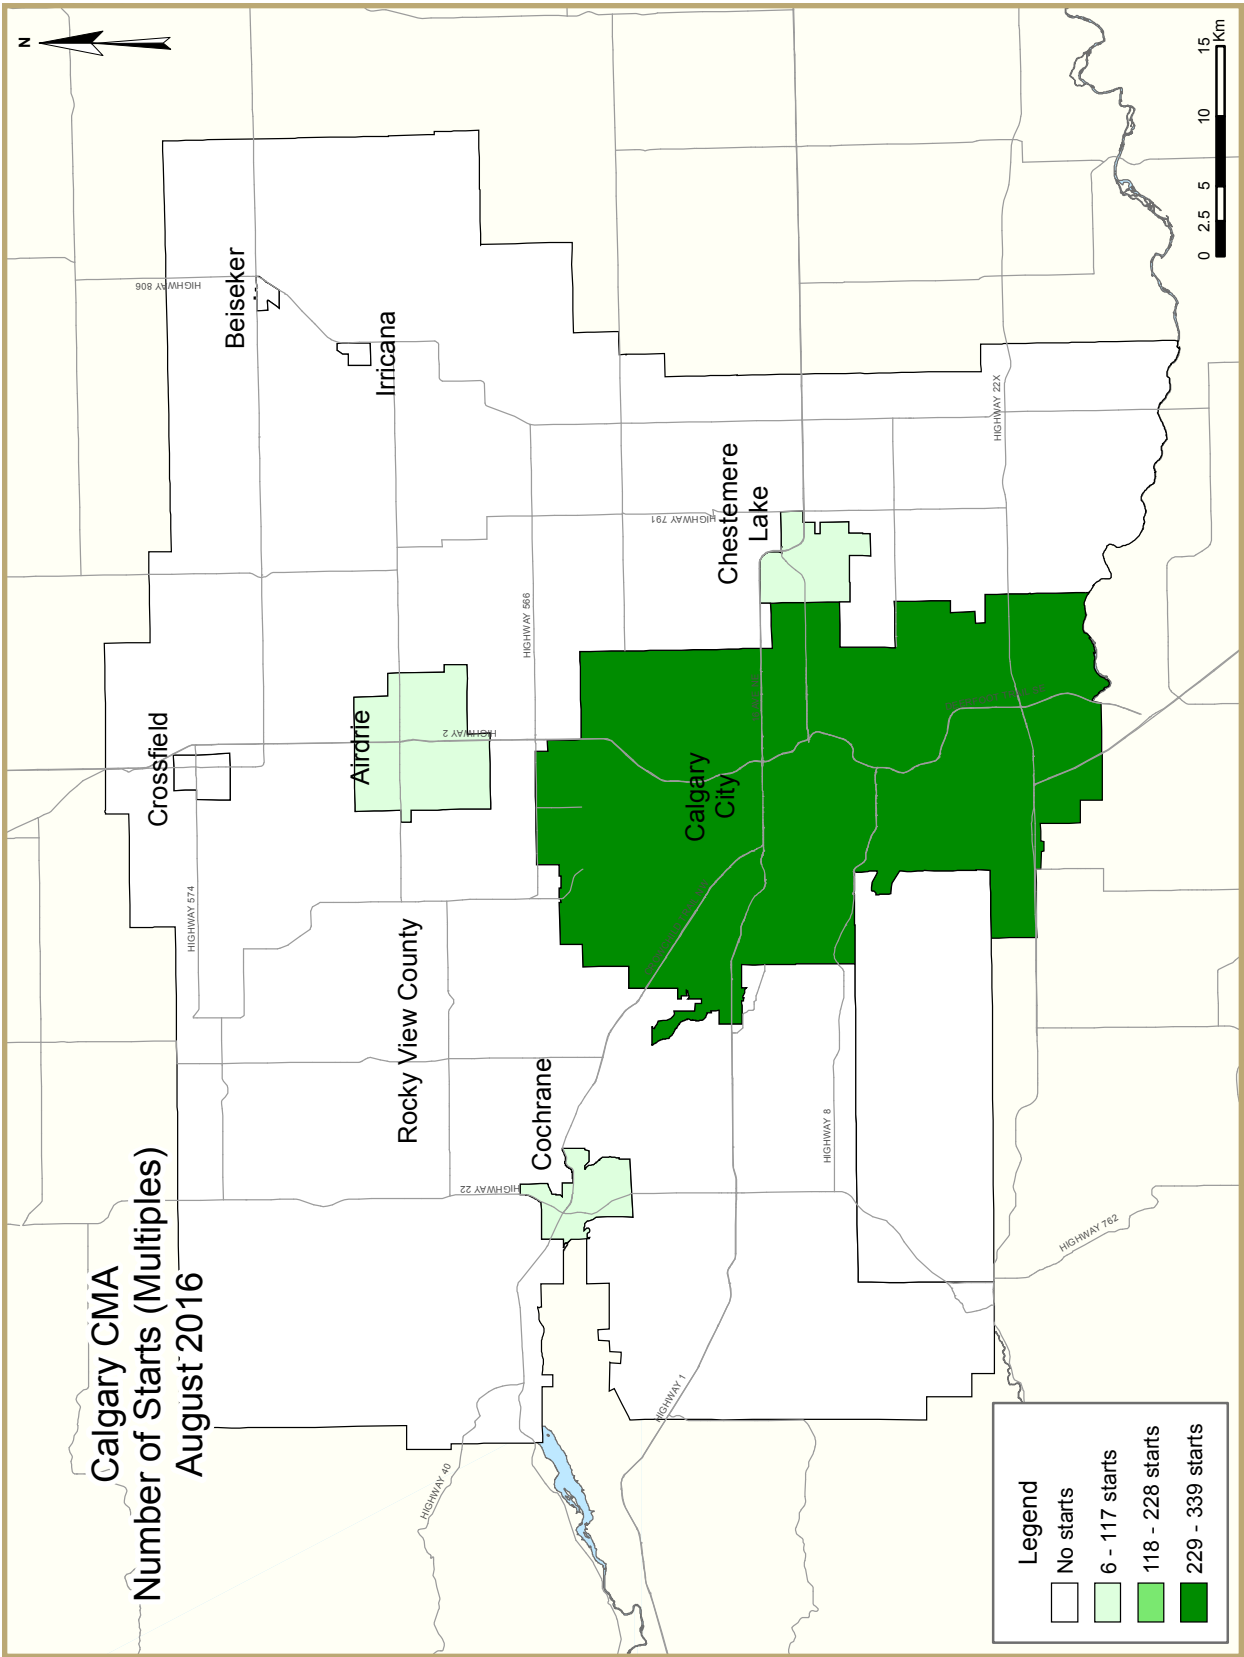 Calgary CMA
Number of Starts (Multiples)
August 2016
N
Crossfield
Beiseker
Irricana
Airdrie
Rocky View County
Cochrane
Chestemere
Lake
Calgary
City
HIGHWAY 806
HIGHWAY 574
HIGHWAY 566
HIGHWAY 2
HIGHWAY 791
HIGHWAY 22
HIGHWAY 22X
HIGHWAY 8
HIGHWAY 1
HIGHWAY 40
HIGHWAY 762
Legend
No starts
6 - 117 starts
118 - 228 starts
229 - 339 starts
0 2.5 5 10 15
Km